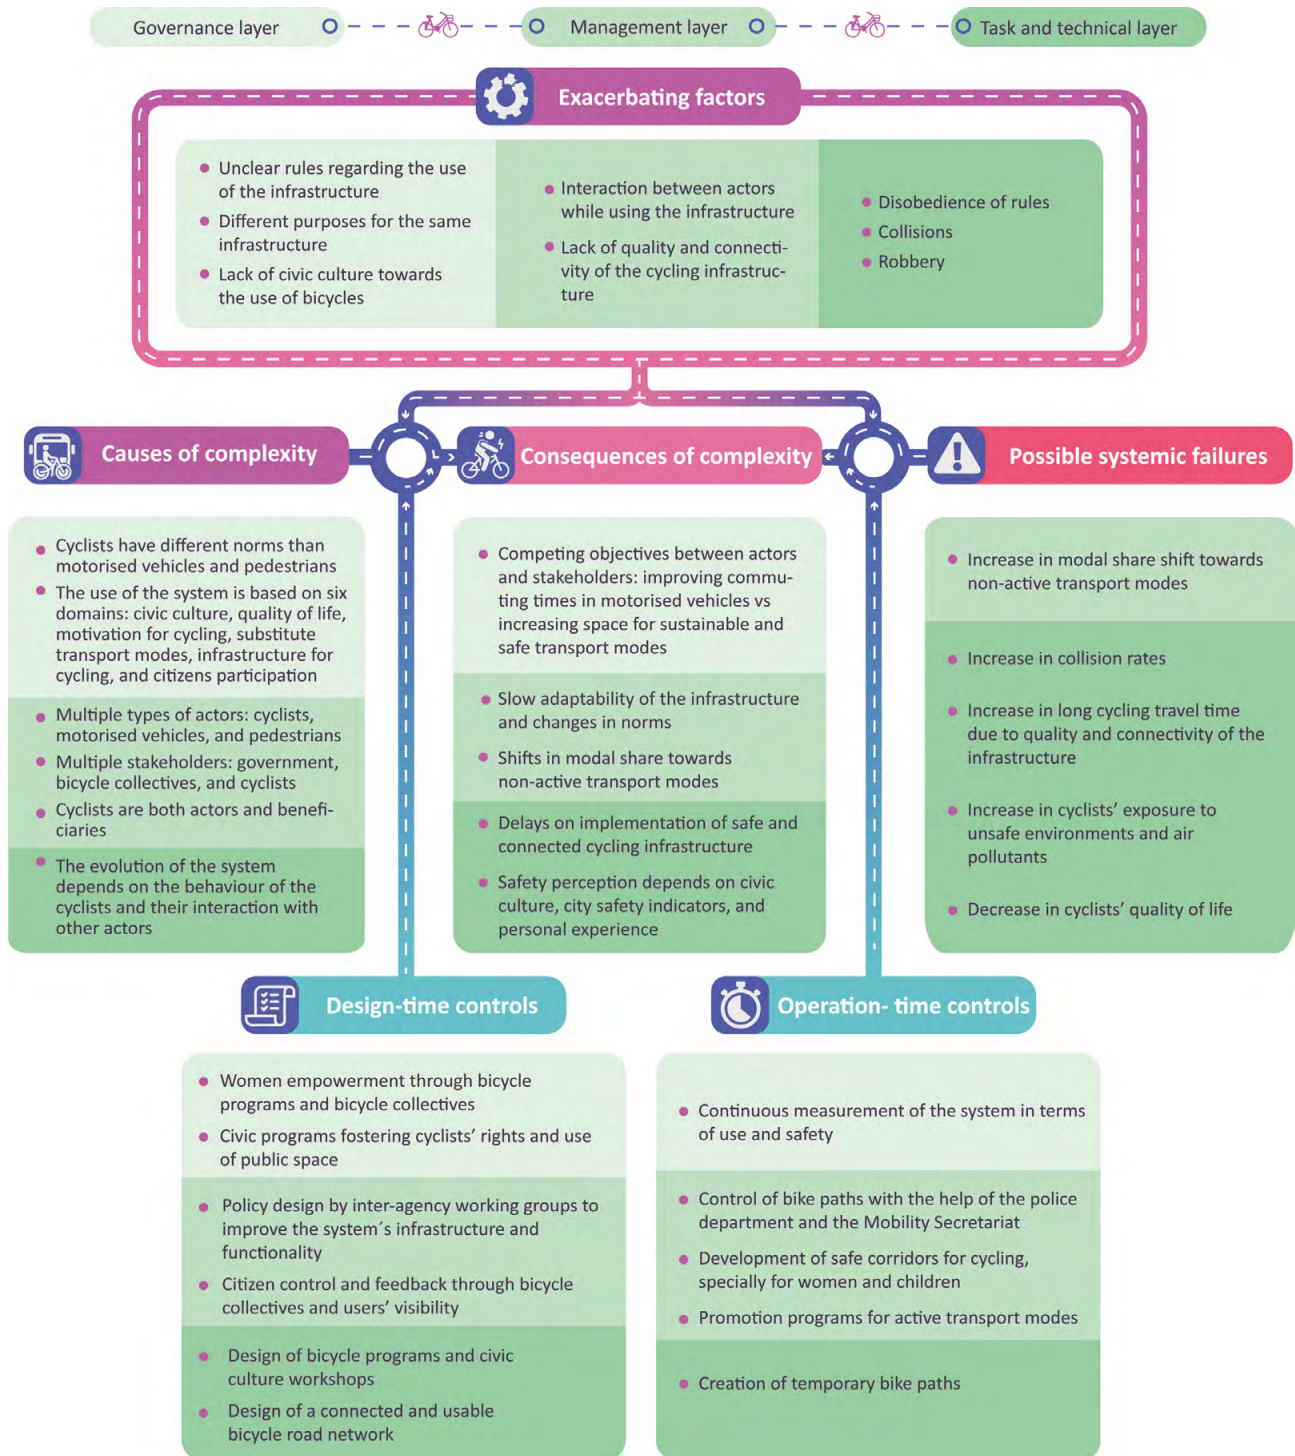 Governance layer
Management layer
Task and technical layer
Exacerbating factors
Unclear rules regarding the use
of the infrastructure
Different purposes for the same
infrastructure
Lack of civic culture towards
the use of bicycles
Interaction between actors
while using the infrastructure
Lack of quality and connecti-
vity of the cycling infrastruc-
ture
Disobedience of rules
Collisions
Robbery
Causes of complexity
Cyclists have different norms than
motorised vehicles and pedestrians
The use of the system is based on six
domains: civic culture, quality of life,
motivation for cycling, substitute
transport modes, infrastructure for
cycling, and citizens participation
Multiple types of actors: cyclists,
motorised vehicles, and pedestrians
Multiple stakeholders: government,
bicycle collectives, and cyclists
Cyclists are both actors and benefi-
ciaries
The evolution of the system
depends on the behaviour of the
cyclists and their interaction with
other actors
Consequences of complexity
Competing objectives between actors
and stakeholders: improving commu-
ting times in motorised vehicles vs
increasing space for sustainable and
safe transport modes
Slow adaptability of the infrastructure
and changes in norms
Shifts in modal share towards
non-active transport modes
Delays on implementation of safe and
connected cycling infrastructure
Safety perception depends on civic
culture, city safety indicators, and
personal experience
Possible systemic failures
Increase in modal share shift towards
non-active transport modes
Increase in collision rates
Increase in long cycling travel time
due to quality and connectivity of the
infrastructure
Increase in cyclists’ exposure to
unsafe environments and air
pollutants
Decrease in cyclists’ quality of life
Design-time controls
Women empowerment through bicycle
programs and bicycle collectives
Civic programs fostering cyclists’ rights and use
of public space
Policy design by inter-agency working groups to
improve the system´s infrastructure and
functionality
Citizen control and feedback through bicycle
collectives and users’ visibility
Design of bicycle programs and civic
culture workshops
Design of a connected and usable
bicycle road network
Operation- time controls
Continuous measurement of the system in terms
of use and safety
Control of bike paths with the help of the police
department and the Mobility Secretariat
Development of safe corridors for cycling,
specially for women and children
Promotion programs for active transport modes
Creation of temporary bike paths